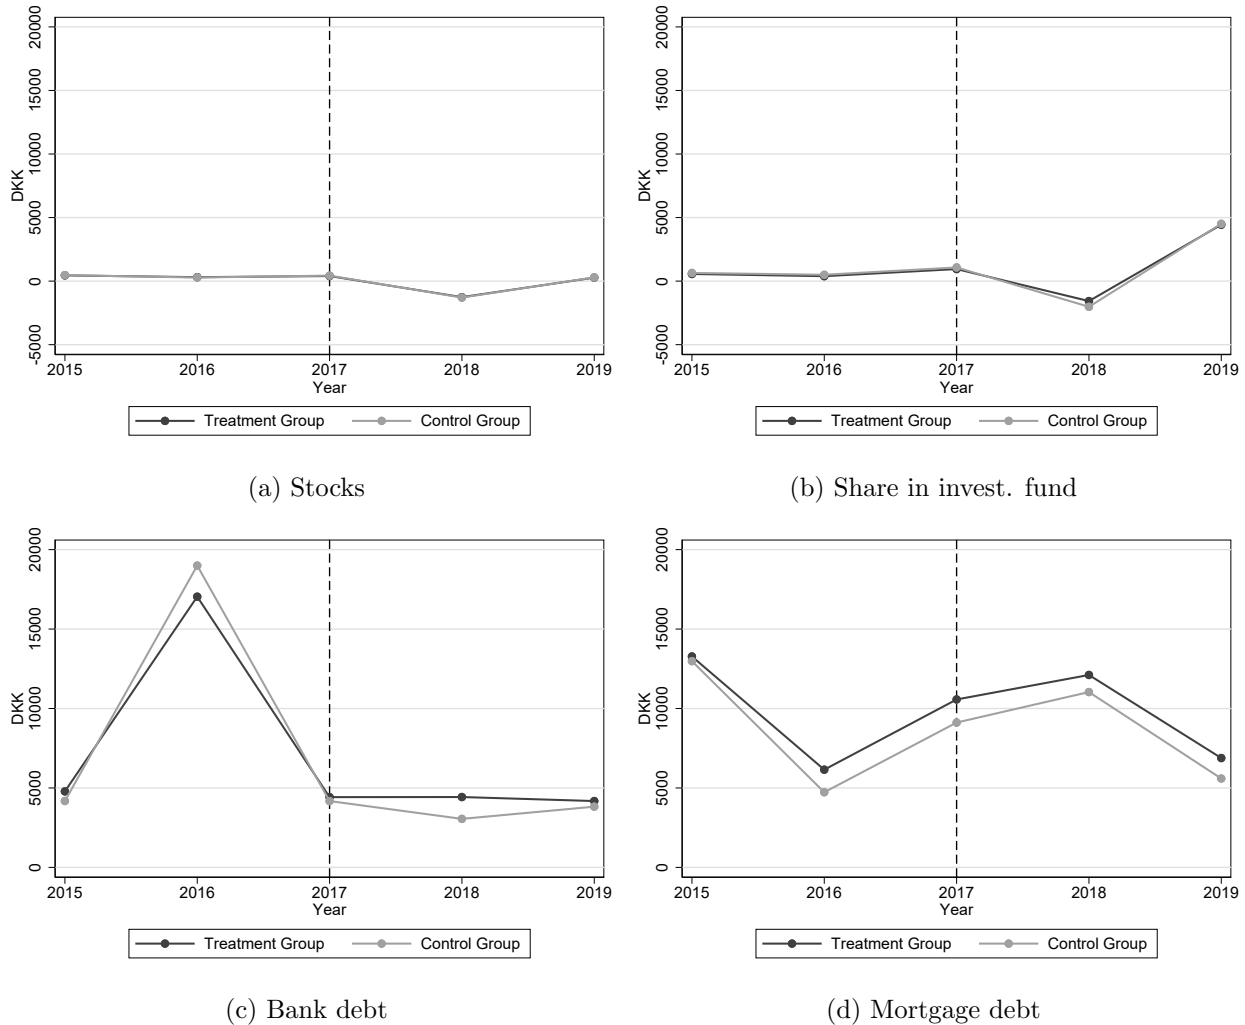 20000
15000
10000
5000
0
-5000
DKK
2015 2016 2017 2018 2019
Year
Treatment Group Control Group
(a) Stocks
20000
15000
10000
5000
0
-5000
DKK
2015 2016 2017 2018 2019
Year
Treatment Group Control Group
(b) Share in invest. fund
20000
15000
10000
5000
0
DKK
2015 2016 2017 2018 2019
Year
Treatment Group Control Group
(c) Bank debt
20000
15000
10000
5000
0
DKK
2015 2016 2017 2018 2019
Year
Treatment Group Control Group
(d) Mortgage debt